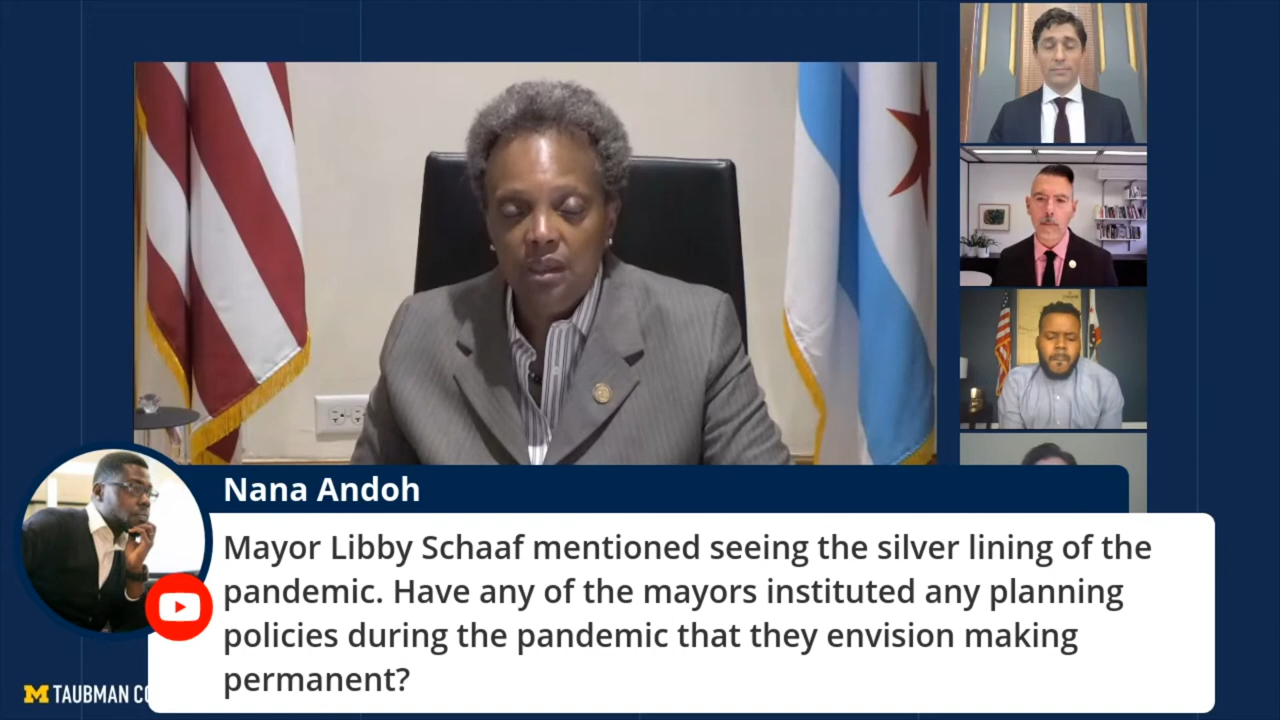 Nana Andoh
Mayor Libby Schaaf mentioned seeing the silver lining of the
pandemic. Have any of the mayors instituted any planning
policies during the pandemic that they envision making
permanent?
M TAUBMAN CO